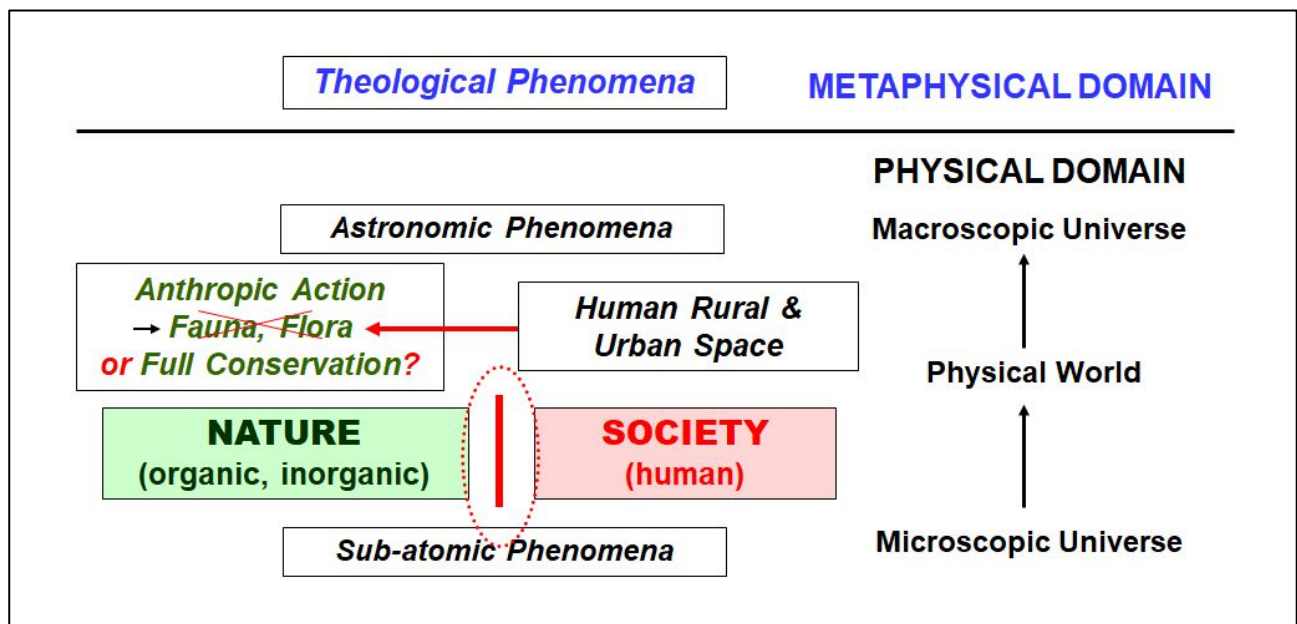 Theological Phenomena
METAPHYSICAL DOMAIN
PHYSICAL DOMAIN
Astronomic Phenomena
Macroscopic Universe
Anthropic Action
→ Fauna, Flora
or Full Conservation?
Human Rural &
Urban Space
Physical World
NATURE
(organic, inorganic)
SOCIETY
(human)
Sub-atomic Phenomena
Microscopic Universe